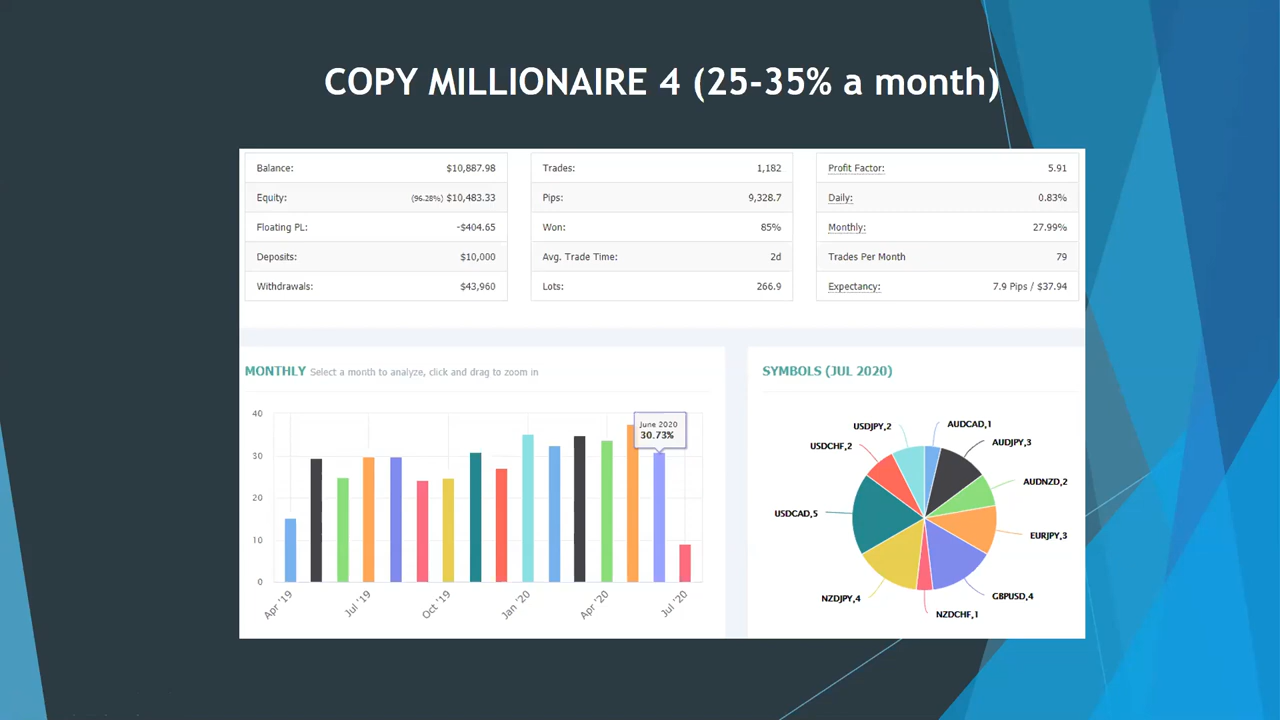 COPY MILLIONAIRE 4 (25-35% a month)
Balance: $10,887.98
Equity: (96.28%) $10,483.33
Floating PL: -$404.65
Deposits: $10,000
Withdrawals: $43,960
Trades: 1,182
Pips: 9,328.7
Won: 85%
Avg. Trade Time: 2d
Lots: 266.9
Profit Factor: 5.91
Daily: 0.83%
Monthly: 27.99%
Trades Per Month 79
Expectancy: 7.9 Pips / $37.94
MONTHLY Select a month to analyze, click and drag to zoom in
40
30
20
10
0
June 2020
30.73%
Apr '19
Jul '19
Oct '19
Jan '20
Apr '20
Jul '20
SYMBOLS (JUL 2020)
USDJPY,2
AUDCAD,1
USDCHF,2
AUDJPY,3
AUDNZD,2
USDCAD,5
EURJPY,3
NZDJPY,4
GBPUSD,4
NZDCHF,1